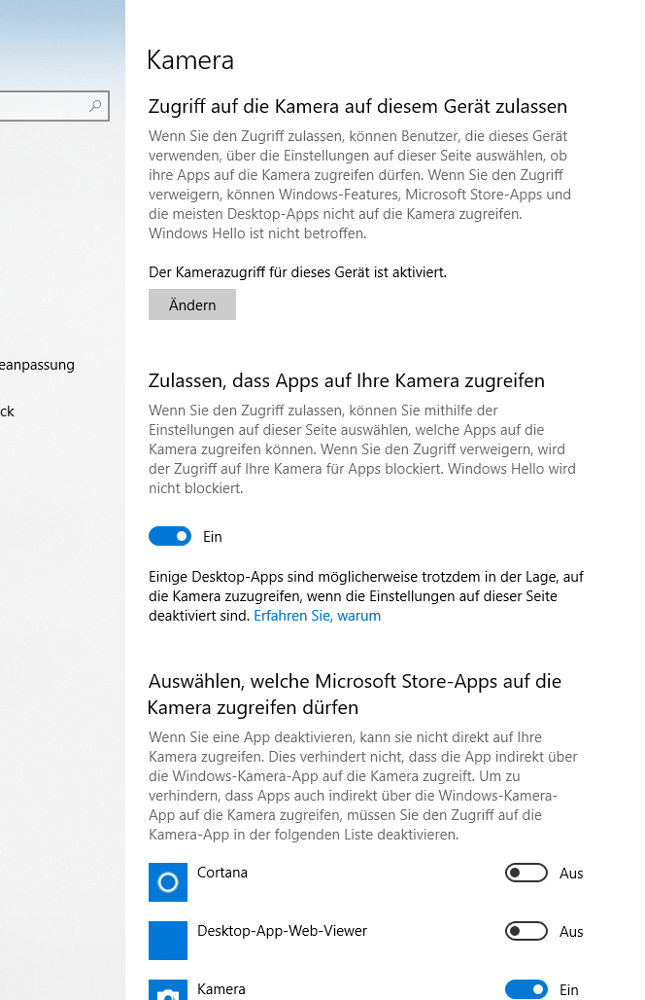 Kamera
Zugriff auf die Kamera auf diesem Gerät zulassen
Wenn Sie den Zugriff zulassen, können Benutzer, die dieses Gerät
verwenden, über die Einstellungen auf dieser Seite auswählen, ob
ihre Apps auf die Kamera zugreifen dürfen. Wenn Sie den Zugriff
verweigern, können Windows-Features, Microsoft Store-Apps und
die meisten Desktop-Apps nicht auf die Kamera zugreifen.
Windows Hello ist nicht betroffen.
Der Kamerazugriff für dieses Gerät ist aktiviert.
Ändern
eanpassung
ck
Zulassen, dass Apps auf Ihre Kamera zugreifen
Wenn Sie den Zugriff zulassen, können Sie mithilfe der
Einstellungen auf dieser Seite auswählen, welche Apps auf die
Kamera zugreifen können. Wenn Sie den Zugriff verweigern, wird
der Zugriff auf Ihre Kamera für Apps blockiert. Windows Hello wird
nicht blockiert.
Ein
Einige Desktop-Apps sind möglicherweise trotzdem in der Lage, auf
die Kamera zuzugreifen, wenn die Einstellungen auf dieser Seite
deaktiviert sind. Erfahren Sie, warum
Auswählen, welche Microsoft Store-Apps auf die
Kamera zugreifen dürfen
Wenn Sie eine App deaktivieren, kann sie nicht direkt auf Ihre
Kamera zugreifen. Dies verhindert nicht, dass die App indirekt über
die Windows-Kamera-App auf die Kamera zugreift. Um zu
verhindern, dass Apps auch indirekt über die Windows-Kamera-
App auf die Kamera zugreifen, müssen Sie den Zugriff auf die
Kamera-App in der folgenden Liste deaktivieren.
Cortana Aus
Desktop-App-Web-Viewer Aus
Kamera Ein